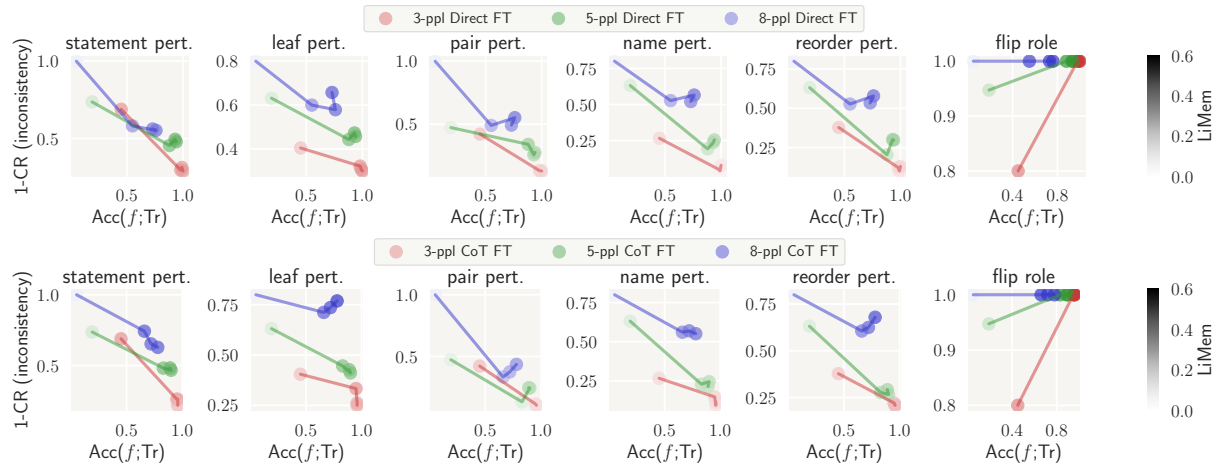 3-ppl Direct FT 5-ppl Direct FT 8-ppl Direct FT
statement pert. leaf pert. pair pert. name pert. reorder pert. flip role
1-CR (inconsistency)
1.0 0.5
0.8 0.6 0.4
1.0 0.5
0.75 0.50 0.25
0.75 0.50 0.25
1.0 0.9 0.8
0.6 0.4 0.2 0.0
LiMem
0.5 1.0 0.5 1.0 0.5 1.0 0.5 1.0 0.5 1.0 0.4 0.8
Acc(f;Tr) Acc(f;Tr) Acc(f;Tr) Acc(f;Tr) Acc(f;Tr) Acc(f;Tr)
3-ppl CoT FT 5-ppl CoT FT 8-ppl CoT FT
statement pert. leaf pert. pair pert. name pert. reorder pert. flip role
1-CR (inconsistency)
1.0 0.5
0.75 0.50 0.25
0.5
0.75 0.50 0.25
0.75 0.50 0.25
1.0 0.9 0.8
0.6 0.4 0.2 0.0
LiMem
0.5 1.0 0.5 1.0 0.5 1.0 0.5 1.0 0.5 1.0 0.4 0.8
Acc(f;Tr) Acc(f;Tr) Acc(f;Tr) Acc(f;Tr) Acc(f;Tr) Acc(f;Tr)